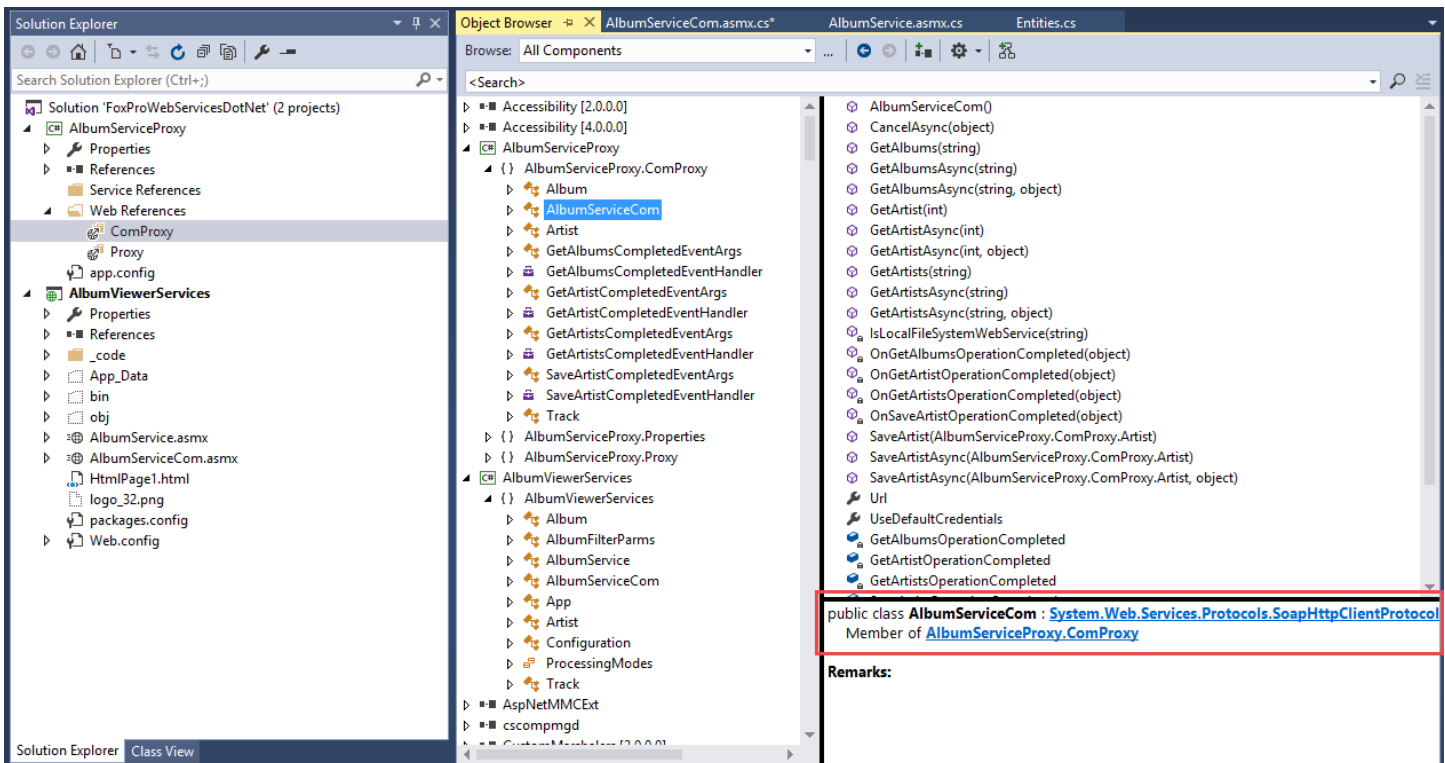 Solution Explorer
Search Solution Explorer (Ctrl+;)
Solution 'FoxProWebServicesDotNet' (2 projects)
C# AlbumServiceProxy
Properties
References
Service References
Web References
ComProxy
Proxy
app.config
AlbumViewerServices
Properties
References
_code
App_Data
bin
obj
AlbumService.asmx
AlbumServiceCom.asmx
HtmlPage1.html
logo_32.png
packages.config
Web.config
Solution Explorer Class View
Object Browser AlbumServiceCom.asmx.cs* AlbumService.asmx.cs Entities.cs
Browse: All Components ...
<Search>
Accessibility [2.0.0.0]
Accessibility [4.0.0.0]
C# AlbumServiceProxy
{ } AlbumServiceProxy.ComProxy
Album
AlbumServiceCom
Artist
GetAlbumsCompletedEventArgs
GetAlbumsCompletedEventHandler
GetArtistCompletedEventArgs
GetArtistCompletedEventHandler
GetArtistsCompletedEventArgs
GetArtistsCompletedEventHandler
SaveArtistCompletedEventArgs
SaveArtistCompletedEventHandler
Track
{ } AlbumServiceProxy.Properties
{ } AlbumServiceProxy.Proxy
C# AlbumViewerServices
{ } AlbumViewerServices
Album
AlbumFilterParms
AlbumService
AlbumServiceCom
App
Artist
Configuration
ProcessingModes
Track
AspNetMMCExt
cscompmgd
AlbumServiceCom()
CancelAsync(object)
GetAlbums(string)
GetAlbumsAsync(string)
GetAlbumsAsync(string, object)
GetArtist(int)
GetArtistAsync(int)
GetArtistAsync(int, object)
GetArtists(string)
GetArtistsAsync(string)
GetArtistsAsync(string, object)
IsLocalFileSystemWebService(string)
OnGetAlbumsOperationCompleted(object)
OnGetArtistOperationCompleted(object)
OnGetArtistsOperationCompleted(object)
OnSaveArtistOperationCompleted(object)
SaveArtist(AlbumServiceProxy.ComProxy.Artist)
SaveArtistAsync(AlbumServiceProxy.ComProxy.Artist)
SaveArtistAsync(AlbumServiceProxy.ComProxy.Artist, object)
Url
UseDefaultCredentials
GetAlbumsOperationCompleted
GetArtistOperationCompleted
GetArtistsOperationCompleted
public class AlbumServiceCom : System.Web.Services.Protocols.SoapHttpClientProtocol
Member of AlbumServiceProxy.ComProxy
Remarks: